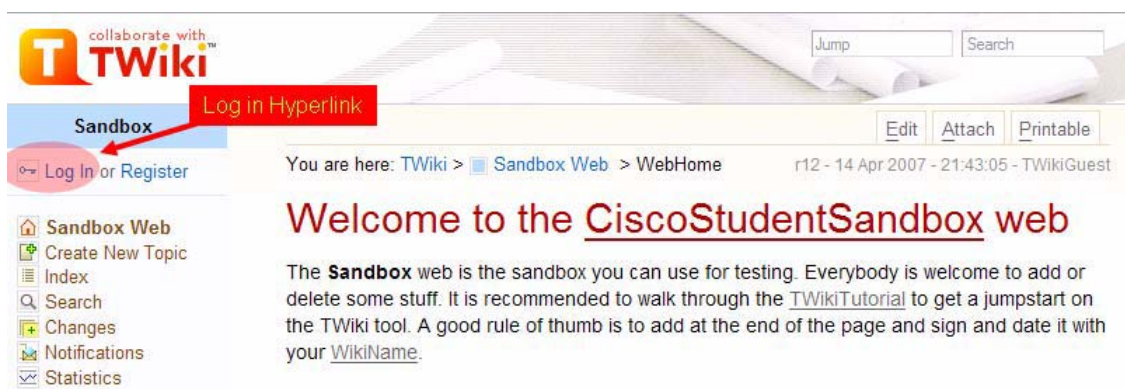 collaborate with
TWiki™
Jump
Search
Log in Hyperlink
Sandbox
Edit Attach Printable
Log In or Register
You are here: TWiki > Sandbox Web > WebHome
r12 - 14 Apr 2007 - 21:43:05 - TWikiGuest
Sandbox Web
Create New Topic
Index
Search
Changes
Notifications
Statistics
Welcome to the CiscoStudentSandbox web
The Sandbox web is the sandbox you can use for testing. Everybody is welcome to add or
delete some stuff. It is recommended to walk through the TWikiTutorial to get a jumpstart on
the TWiki tool. A good rule of thumb is to add at the end of the page and sign and date it with
your WikiName.